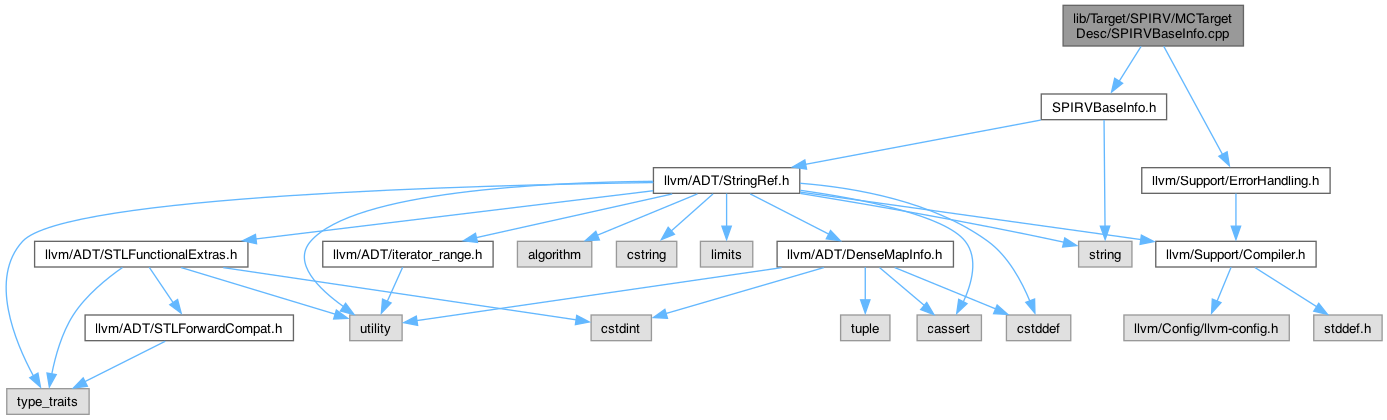 lib/Target/SPIRV/MCTarget
Desc/SPIRVBaseInfo.cpp
SPIRVBaseInfo.h
llvm/ADT/StringRef.h
llvm/Support/ErrorHandling.h
llvm/ADT/STLFunctionalExtras.h
llvm/ADT/iterator_range.h
algorithm
cstring
limits
llvm/ADT/DenseMapInfo.h
string
llvm/Support/Compiler.h
llvm/ADT/STLForwardCompat.h
utility
cstdint
tuple
cassert
cstddef
llvm/Config/llvm-config.h
stddef.h
type_traits